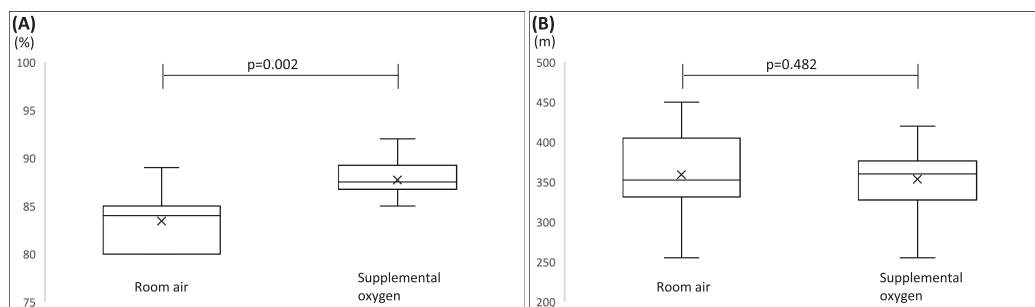 (A)
(%)
100
95
90
85
80
75
p=0.002
Room air
Supplemental
oxygen
(B)
(m)
500
450
400
350
300
250
200
p=0.482
Room air
Supplemental
oxygen